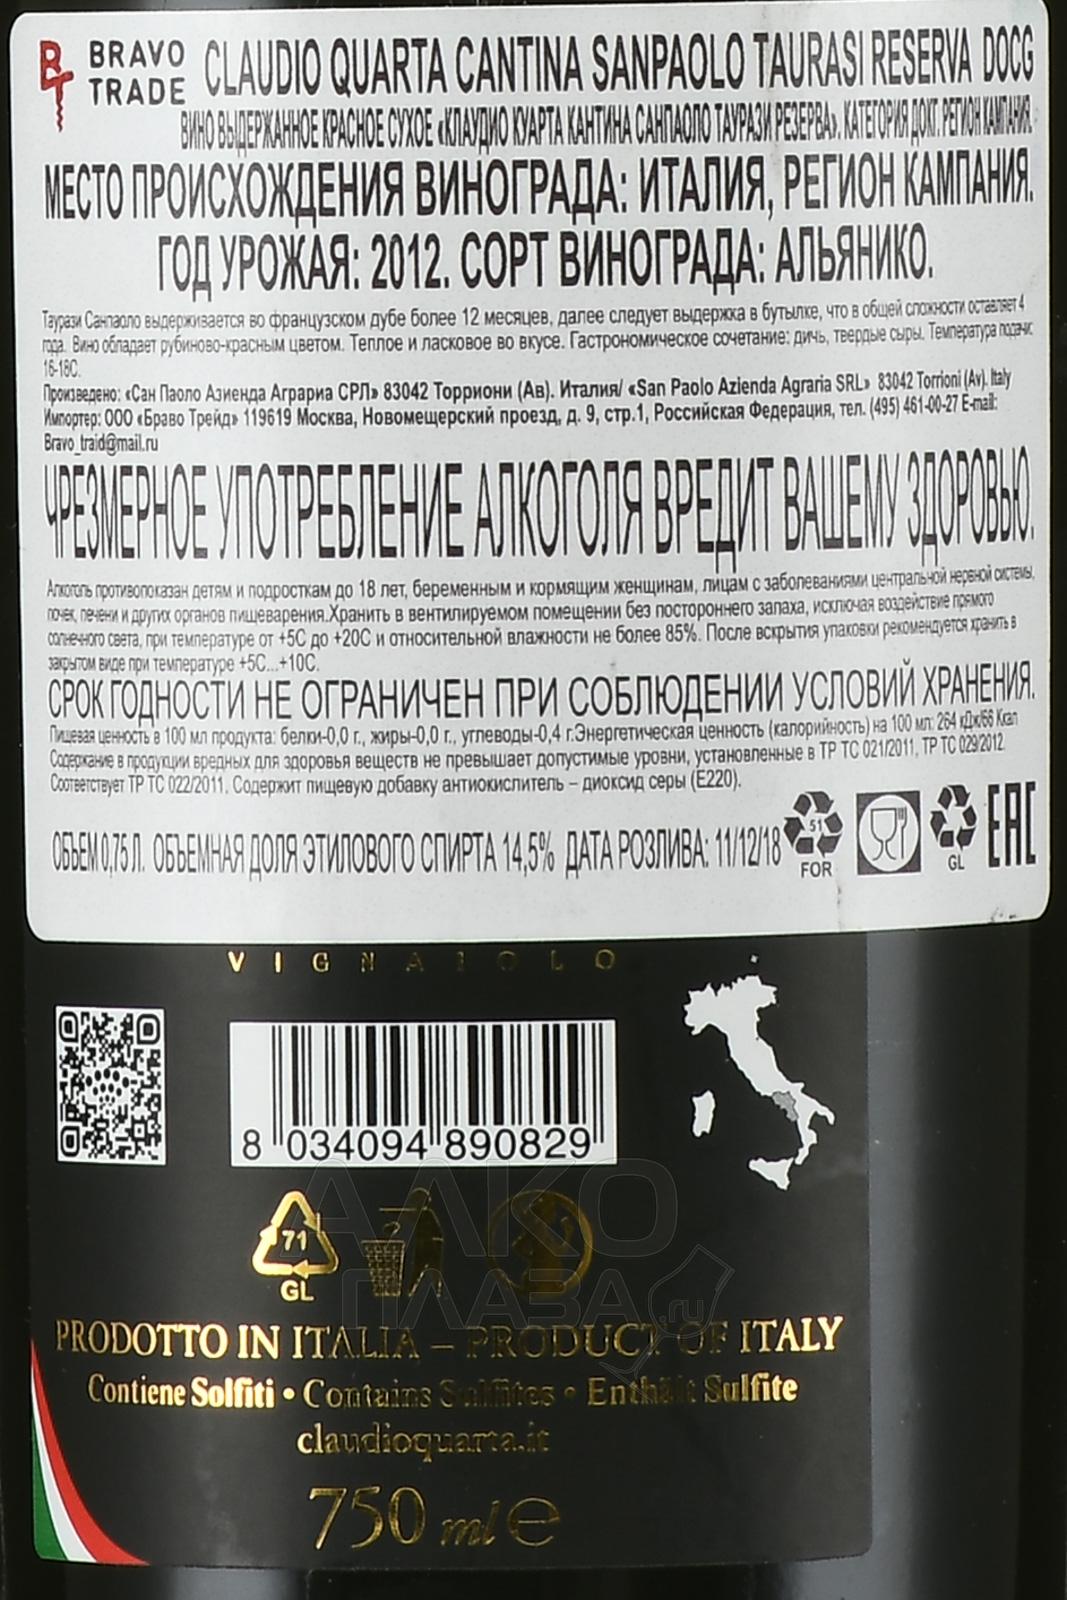 BRAVO TRADE
CLAUDIO QUARTA CANTINA SANPAOLO TAURASI RESERVA DOCG
ВИНО ВЫДЕРЖАННОЕ КРАСНОЕ СУХОЕ «КЛАУДИО КУАРТА КАНТИНА САНПАОЛО ТАУРАЗИ РЕЗЕРВА». КАТЕГОРИЯ ДОКГ. РЕГИОН КАМПАНИЯ.
МЕСТО ПРОИСХОЖДЕНИЯ ВИНОГРАДА: ИТАЛИЯ, РЕГИОН КАМПАНИЯ.
ГОД УРОЖАЯ: 2012. СОРТ ВИНОГРАДА: АЛЬЯНИКО.
Таурази Санпаоло выдерживается во французском дубе более 12 месяцев, далее следует выдержка в бутылке, что в общей сложности оставляет 4
года. Вино обладает рубиново-красным цветом. Теплое и ласковое во вкусе. Гастрономическое сочетание: дичь, твердые сыры. Температура подачи:
16-18С.
Произведено: «Сан Паоло Азиенда Аграриа СРЛ» 83042 Торриони (Ав). Италия/ «San Paolo Azienda Agraria SRL» 83042 Torrioni (Av). Italy
Импортер: ООО «Браво Трейд» 119619 Москва, Новомещерский проезд, д. 9, стр.1, Российская Федерация, тел. (495) 461-00-27 E-mail:
Bravo_traid@mail.ru
ЧРЕЗМЕРНОЕ УПОТРЕБЛЕНИЕ АЛКОГОЛЯ ВРЕДИТ ВАШЕМУ ЗДОРОВЬЮ.
Алкоголь противопоказан детям и подросткам до 18 лет, беременным и кормящим женщинам, лицам с заболеваниями центральной нервной системы,
почек, печени и других органов пищеварения.Хранить в вентилируемом помещении без постороннего запаха, исключая воздействие прямого
солнечного света, при температуре от +5С до +20С и относительной влажности не более 85%. После вскрытия упаковки рекомендуется хранить в
закрытом виде при температуре +5С...+10С.
СРОК ГОДНОСТИ НЕ ОГРАНИЧЕН ПРИ СОБЛЮДЕНИИ УСЛОВИЙ ХРАНЕНИЯ.
Пищевая ценность в 100 мл продукта: белки-0,0 г., жиры-0,0 г., углеводы-0,4 г.Энергетическая ценность (калорийность) на 100 мл: 264 кДж/66 Ккал
Содержание в продукции вредных для здоровья веществ не превышает допустимые уровни, установленные в ТР ТС 021/2011, ТР ТС 029/2012
Соответствует ТР ТС 022/2011. Содержит пищевую добавку антиокислитель – диоксид серы (Е220).
ОБЪЕМ 0,75 Л. ОБЪЕМНАЯ ДОЛЯ ЭТИЛОВОГО СПИРТА 14,5% ДАТА РОЗЛИВА: 11/12/18
51 FOR
GL
EAC
VIGNAIOLO
8 034094 890829
71
GL
АЛКО
ПЛАЗА.ru
PRODOTTO IN ITALIA – PRODUCT OF ITALY
Contiene Solfiti • Contains Sulfites • Enthält Sulfite
claudioquarta.it
750 ml e